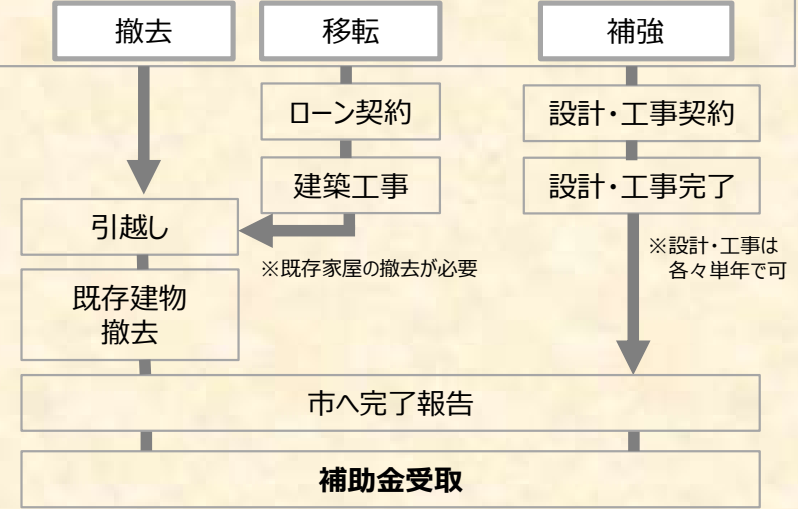 撤去
移転
補強
ローン契約
設計・工事契約
建築工事
設計・工事完了
引越し
※既存家屋の撤去が必要
※設計・工事は
各々単年で可
既存建物
撤去
市へ完了報告
補助金受取